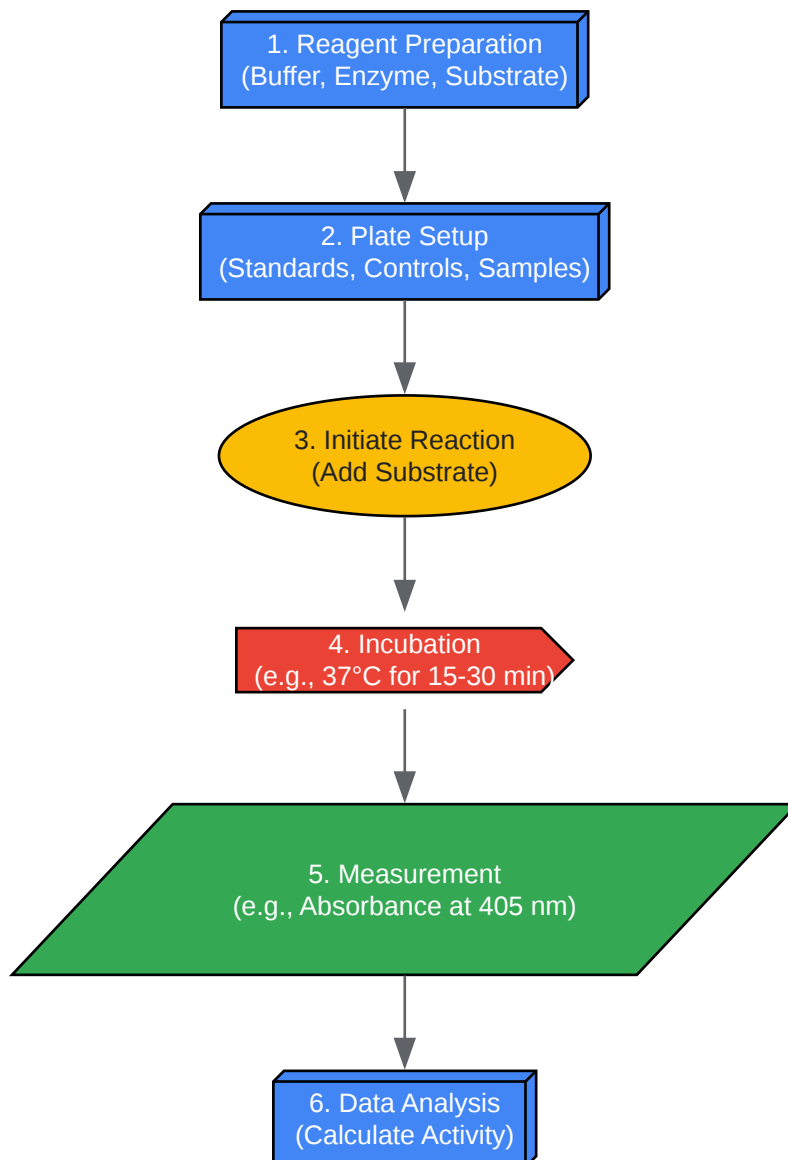 1. Reagent Preparation
(Buffer, Enzyme, Substrate)
2. Plate Setup
(Standards, Controls, Samples)
3. Initiate Reaction
(Add Substrate)
4. Incubation
(e.g., 37°C for 15-30 min)
5. Measurement
(e.g., Absorbance at 405 nm)
6. Data Analysis
(Calculate Activity)